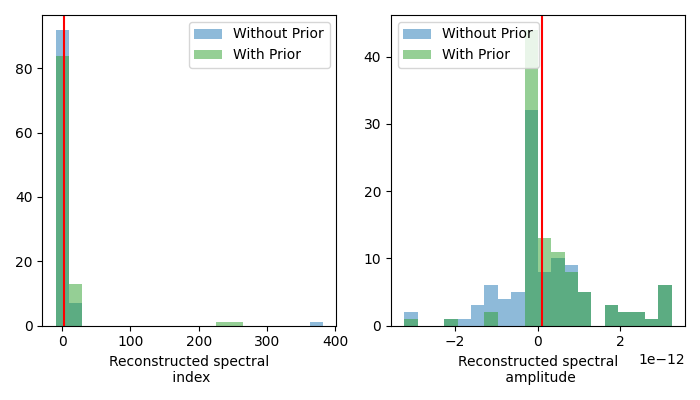 Without Prior
With Prior
80
60
40
20
0
0
100
200
300
400
Reconstructed spectral
index
Without Prior
With Prior
40
30
20
10
0
−2
0
2
1e−12
Reconstructed spectral
amplitude